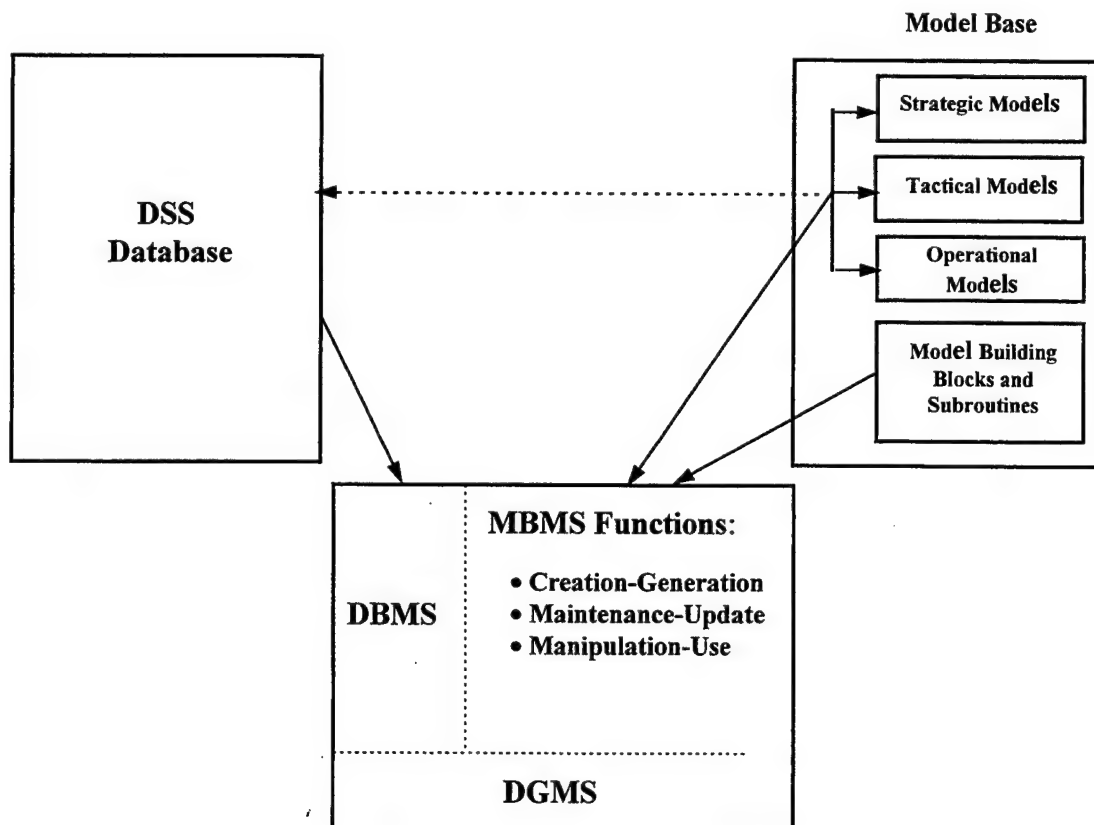 Model Base
Strategic Models
Tactical Models
Operational
Models
Model Building
Blocks and
Subroutines
DSS
Database
DBMS
MBMS Functions:
• Creation-Generation
• Maintenance-Update
• Manipulation-Use
DGMS